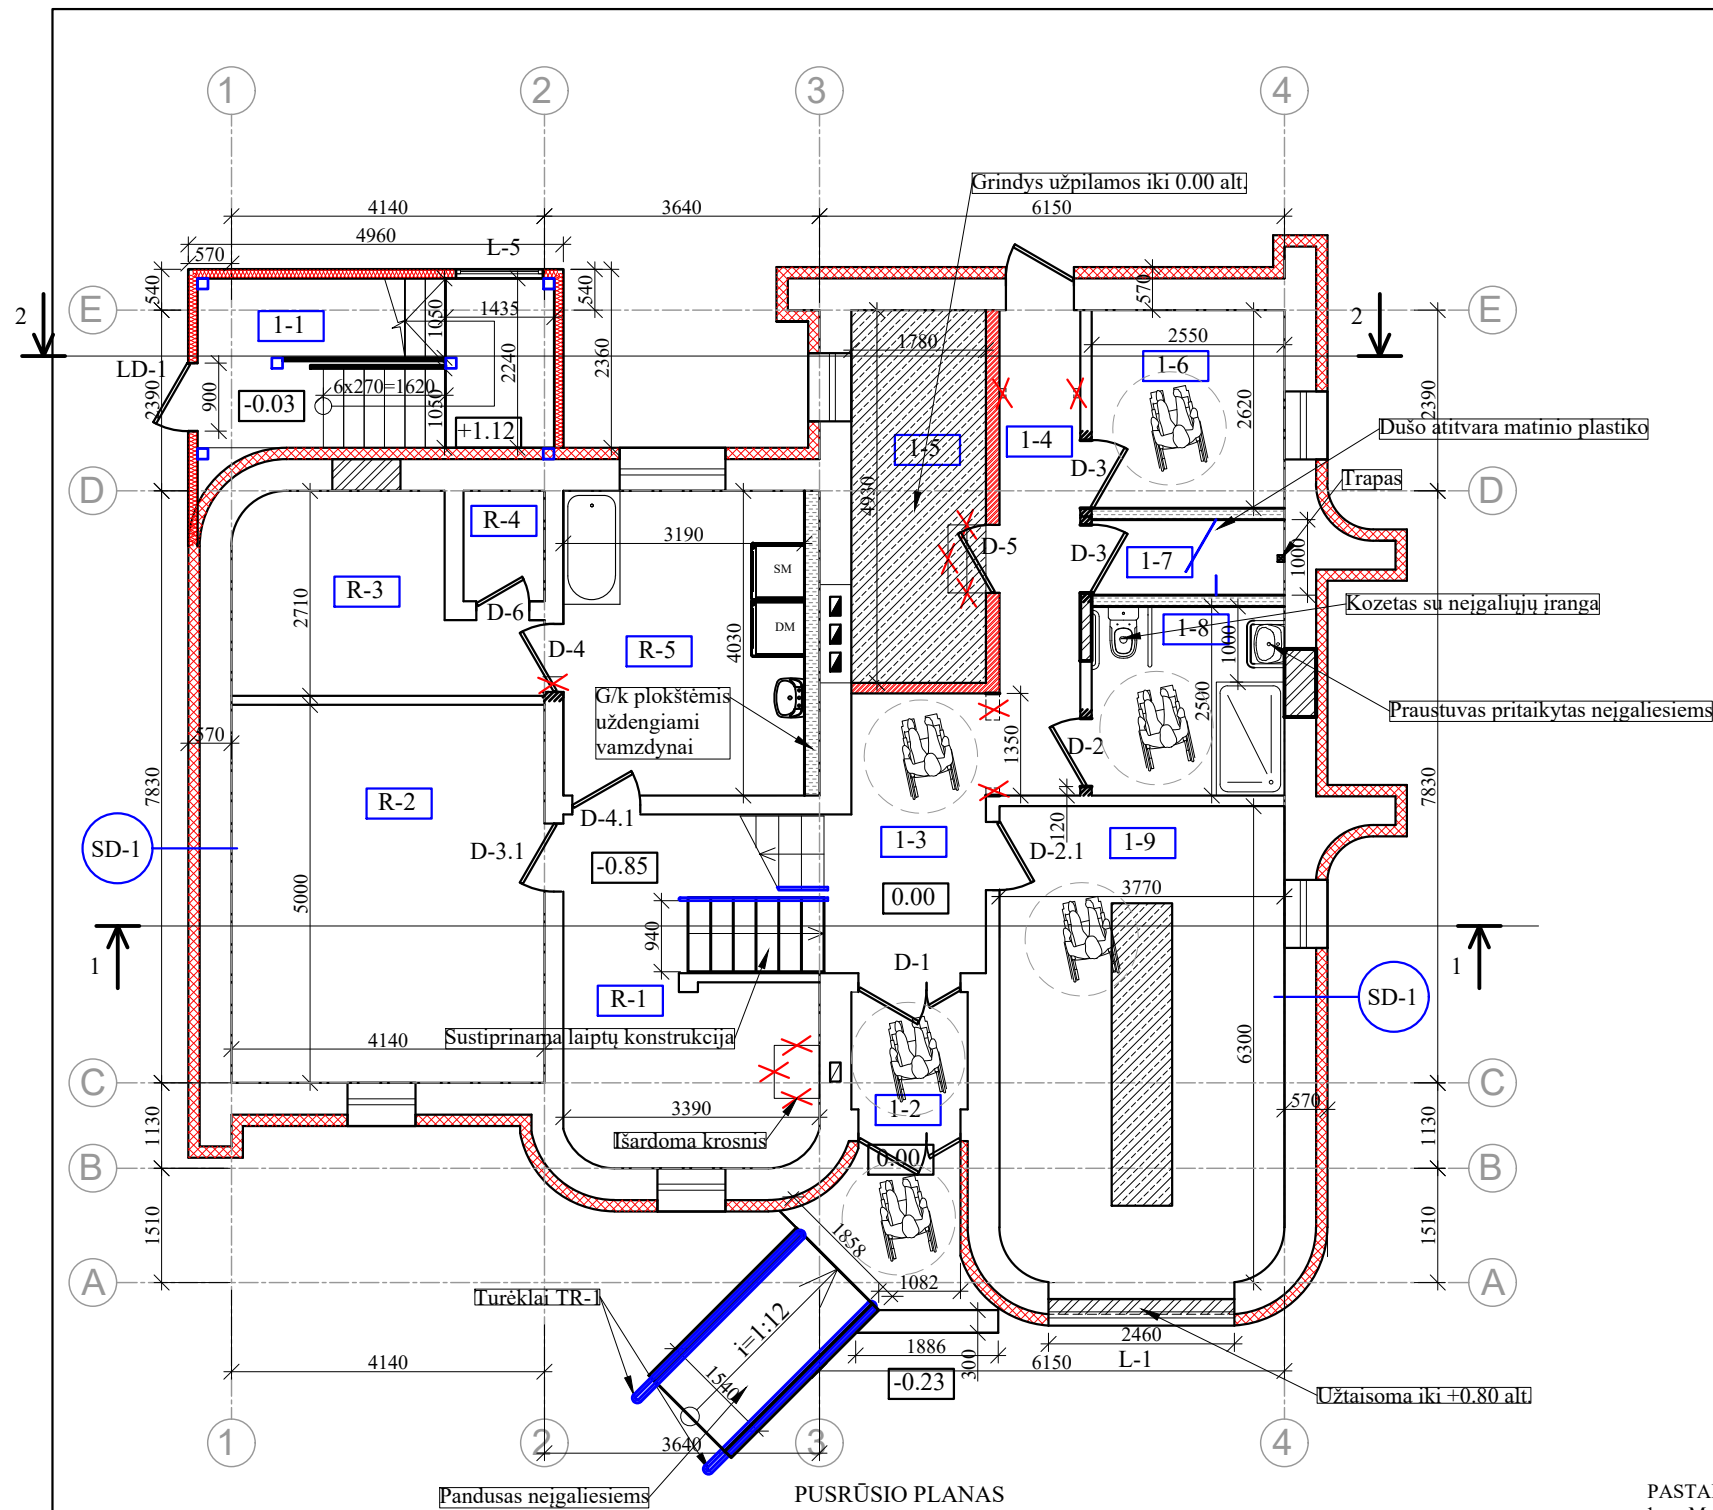 1
2
3
4
Grindys užpilamos iki 0.00 alt.
4140
3640
6150
4960
L-5
570
540
540
570
2
E
1-1
1050
1435
2
E
LD-1
2390
900
6x270=1620
2240
2360
1780
2550
1-6
2390
-0.03
1050
+1.12
1-5
1-4
2620
Dušo atitvara matinio plastiko
D-3
Trapas
D
D
R-4
4930
3190
D-5
D-3
1-7
1000
SM
R-3
2710
D-6
Kozetas su neįgaliųjų įranga
DM
1-8
1000
D-4
R-5
4030
G/k plokštėmis
uždengiami
vamzdynai
2500
Praustuvas pritaikytas neįgaliesiems
570
1350
D-2
7830
7830
R-2
D-4.1
120
SD-1
D-3.1
-0.85
1-3
D-2.1
1-9
5000
0.00
3770
940
1
D-1
1
R-1
SD-1
Sustiprinama laiptų konstrukcija
4140
6300
C
C
3390
1-2
570
1130
Išardoma krosnis
1130
0.00
B
B
1510
1858
1510
A
1082
A
Turėklai TR-1
i=1:12
2460
1886
300
6150
L-1
4140
1540
-0.23
Užtaisoma iki +0.80 alt.
1
2
3640
3
4
Pandusas neįgaliesiems
PUSRŪSIO PLANAS